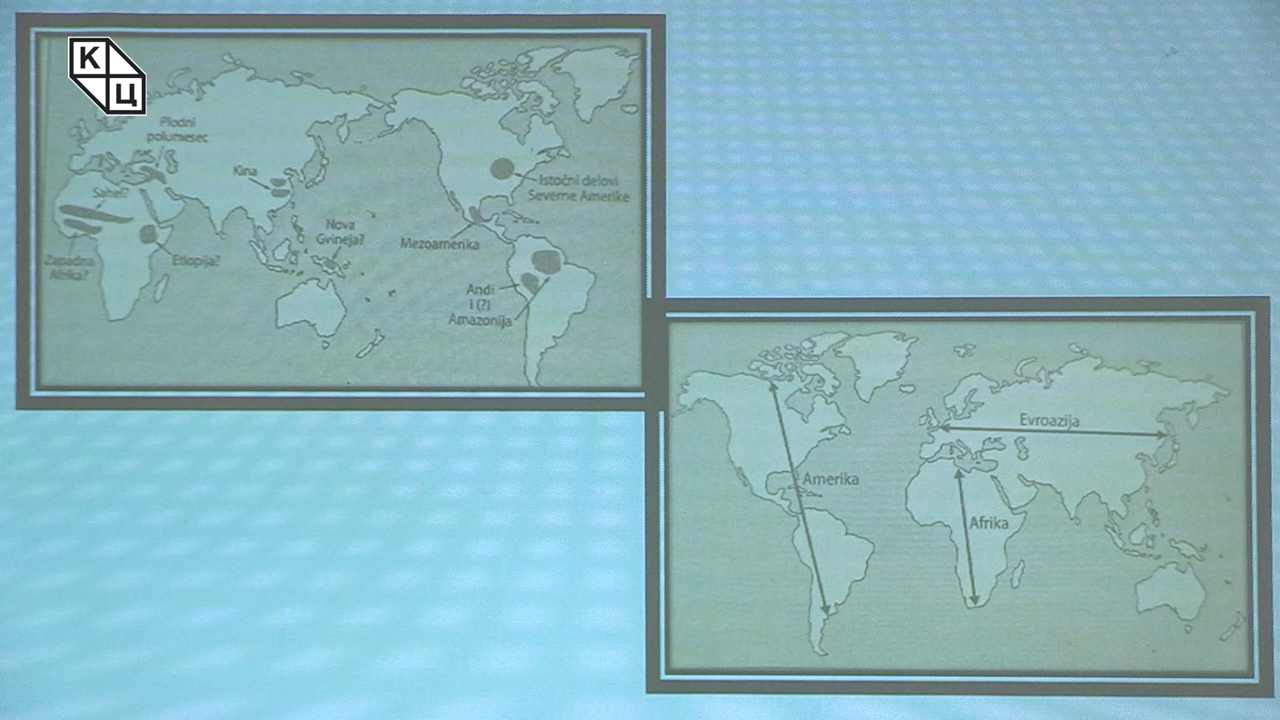 К
Ц
Plodni
polumesec
Kina
Sahel?
Istočni delovi
Severne Amerike
Nova
Gvineja?
Mezoamerika
Zapadna
Afrika?
Etiopija?
Andi
i (?)
Amazonija
Evroazija
Amerika
Afrika